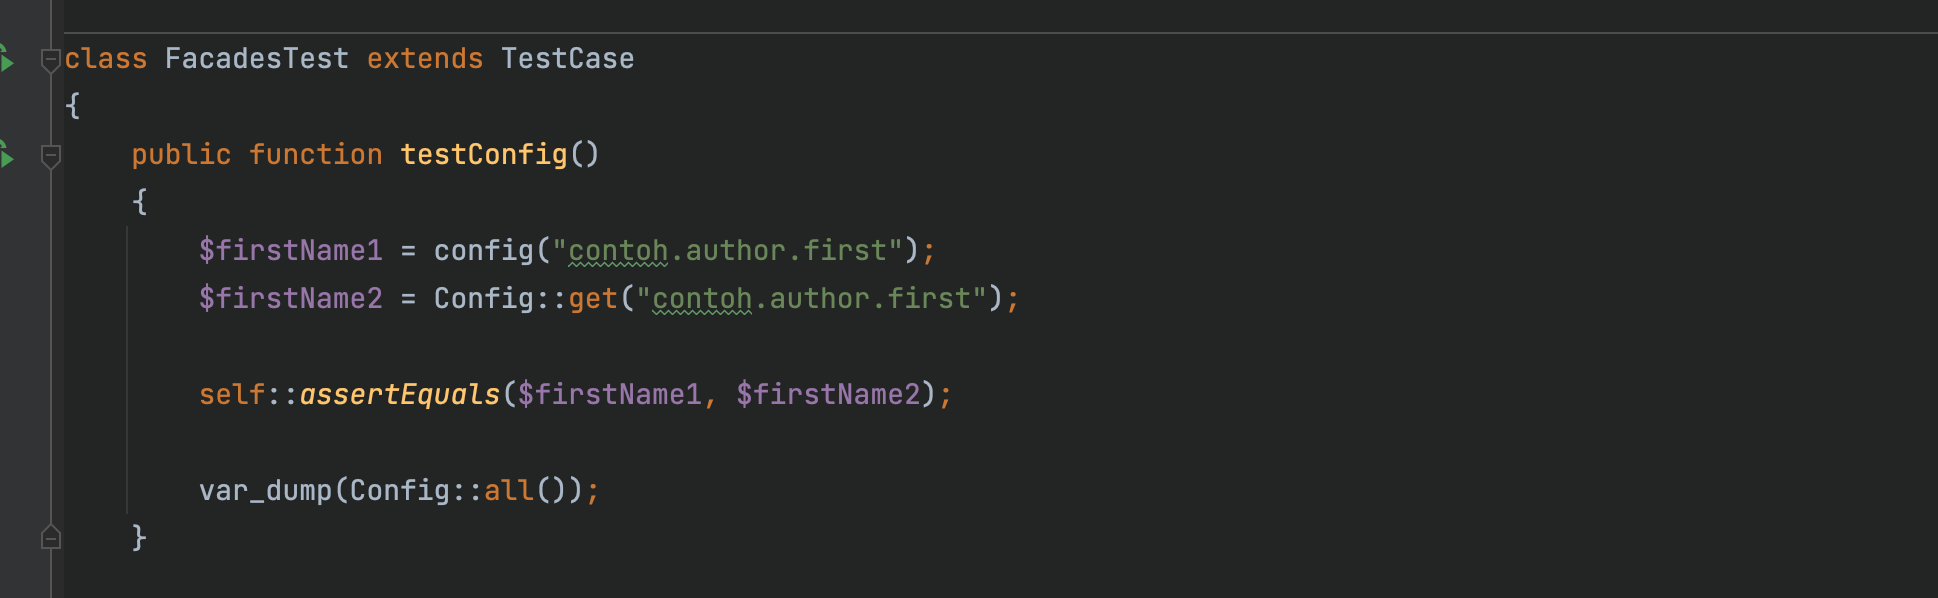 class FacadesTest extends TestCase
{
    public function testConfig()
    {
        $firstName1 = config("contoh.author.first");
        $firstName2 = Config::get("contoh.author.first");

        self::assertEquals($firstName1, $firstName2);

        var_dump(Config::all());
    }